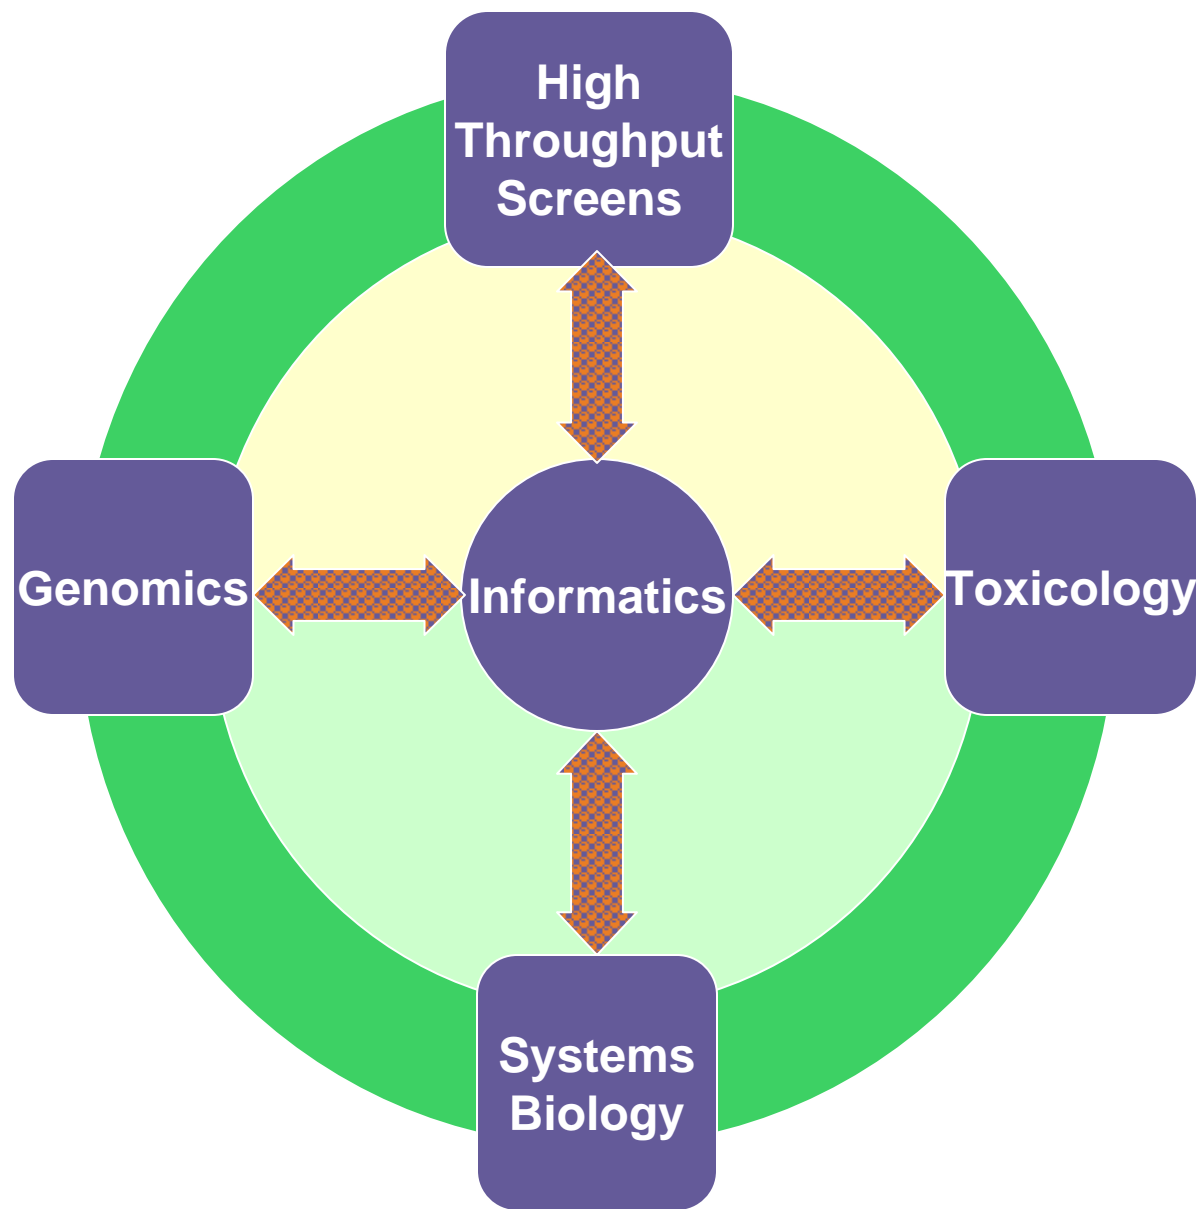 High
Throughput
Screens
Genomics
Informatics
Toxicology
Systems
Biology